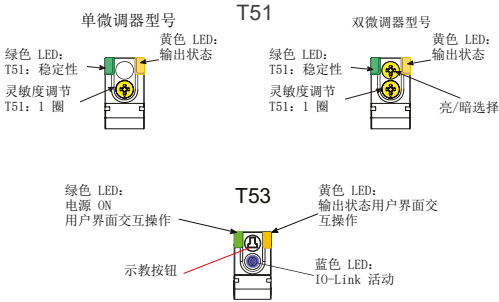 T51
单微调器型号
绿色 LED:
T51: 稳定性
黄色 LED:
输出状态
灵敏度调节
T51: 1 圈
双微调器型号
绿色 LED:
T51: 稳定性
黄色 LED:
输出状态
灵敏度调节
T51: 1 圈
亮/暗选择
T53
绿色 LED:
电源 ON
用户界面交互操作
黄色 LED:
输出状态用户界面交
互操作
示教按钮
蓝色 LED:
IO-Link 活动